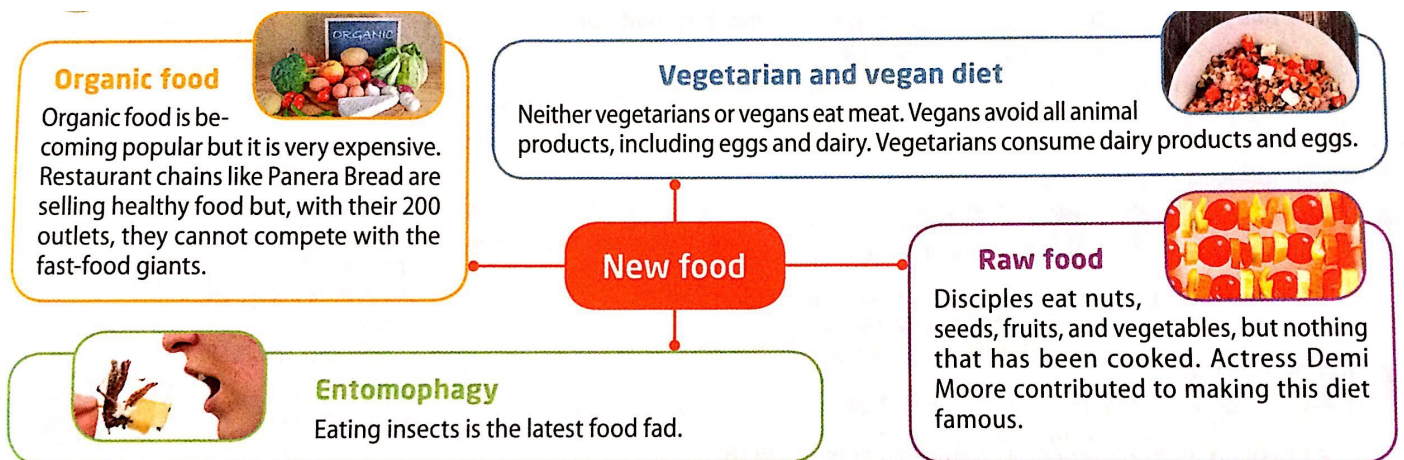 ORGANIC
Organic food
Organic food is be-
coming popular but it is very expensive.
Restaurant chains like Panera Bread are
selling healthy food but, with their 200
outlets, they cannot compete with the
fast-food giants.
Vegetarian and vegan diet
Neither vegetarians or vegans eat meat. Vegans avoid all animal
products, including eggs and dairy. Vegetarians consume dairy products and eggs.
New food
Raw food
Disciples eat nuts,
seeds, fruits, and vegetables, but nothing
that has been cooked. Actress Demi
Moore contributed to making this diet
famous.
Entomophagy
Eating insects is the latest food fad.